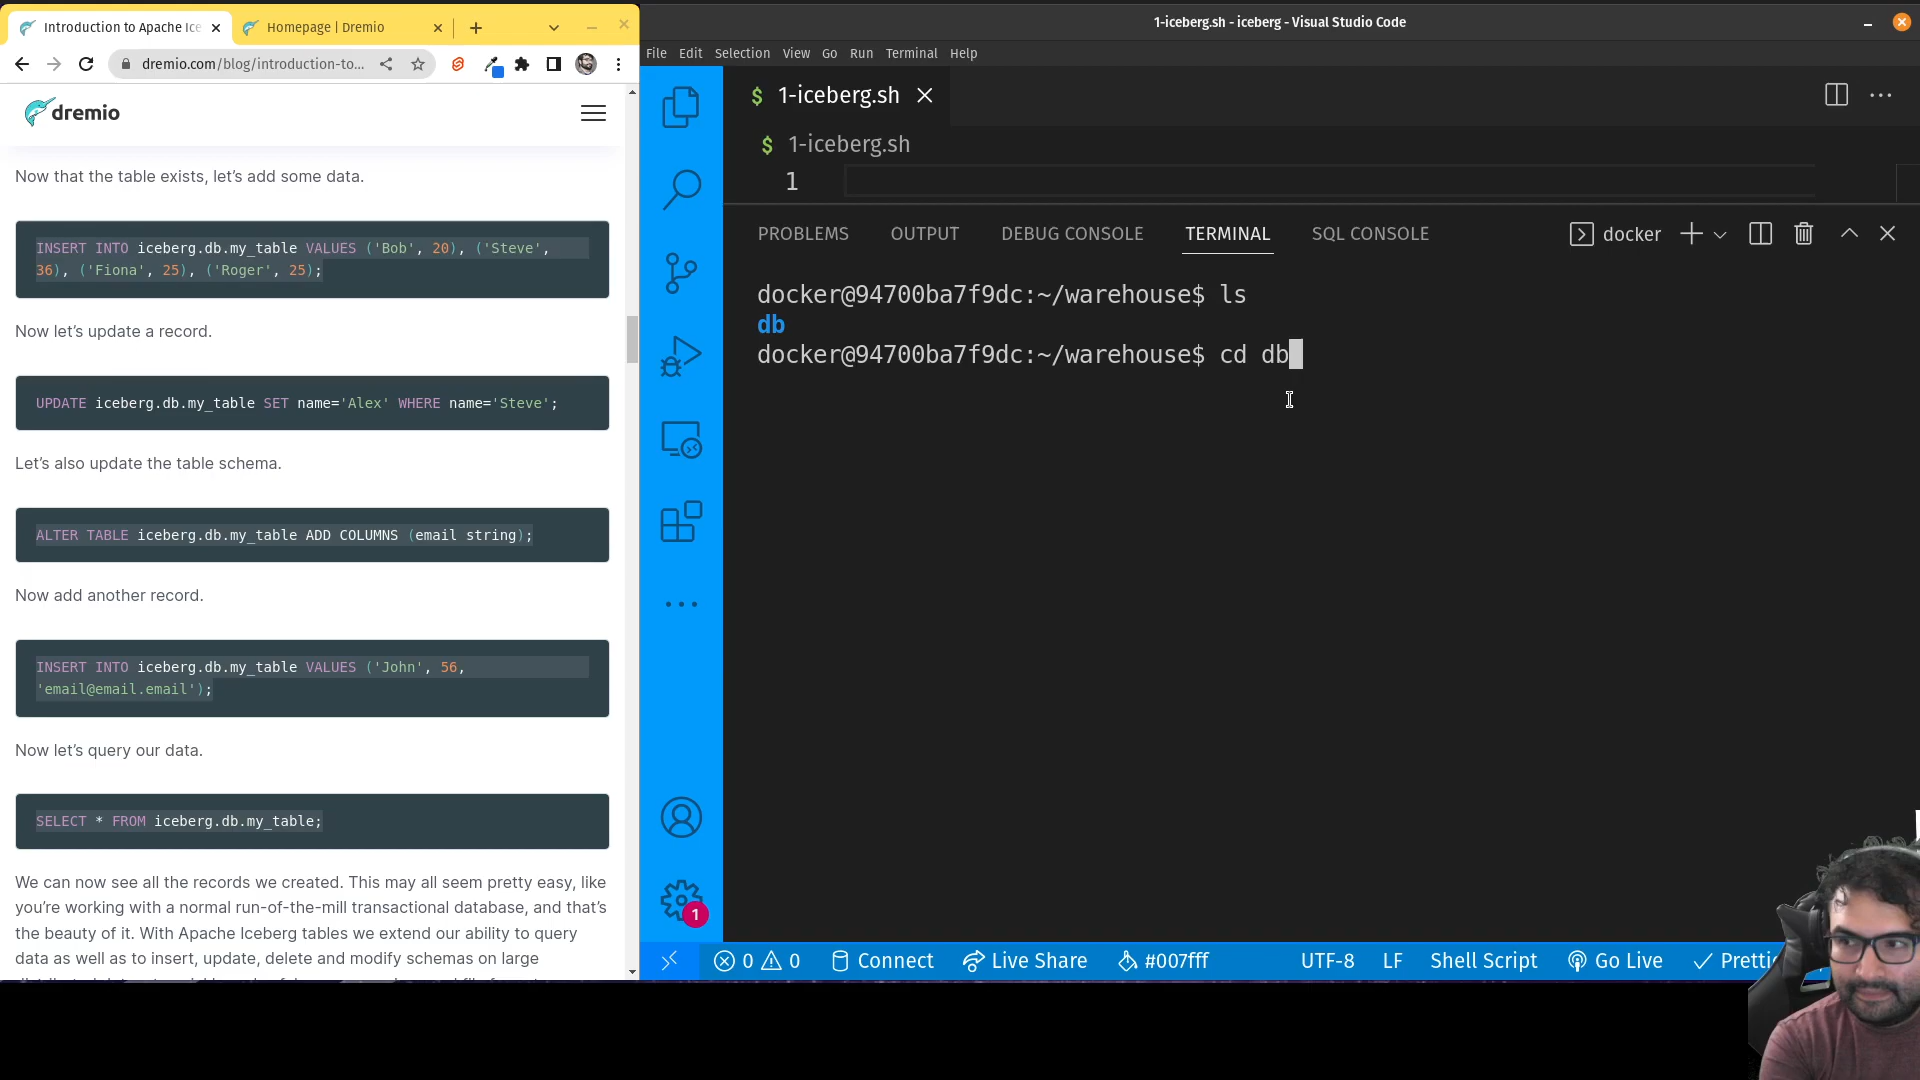 Introduction to Apache Ice
Homepage | Dremio
dremio.com/blog/introduction-to...
dremio
Now that the table exists, let's add some data.
INSERT INTO iceberg.db.my_table VALUES ('Bob', 20), ('Steve',
36), ('Fiona', 25), ('Roger', 25);
Now let's update a record.
UPDATE iceberg.db.my_table SET name='Alex' WHERE name='Steve';
Let's also update the table schema.
ALTER TABLE iceberg.db.my_table ADD COLUMNS (email string);
Now add another record.
INSERT INTO iceberg.db.my_table VALUES ('John', 56,
'email@email.email');
Now let's query our data.
SELECT * FROM iceberg.db.my_table;
We can now see all the records we created. This may all seem pretty easy, like
you're working with a normal run-of-the-mill transactional database, and that's
the beauty of it. With Apache Iceberg tables we extend our ability to query
data as well as to insert, update, delete and modify schemas on large
1-iceberg.sh - iceberg - Visual Studio Code
File Edit Selection View Go Run Terminal Help
$ 1-iceberg.sh
$ 1-iceberg.sh
1
PROBLEMS OUTPUT DEBUG CONSOLE TERMINAL SQL CONSOLE
docker
docker@94700ba7f9dc:~/warehouse$ ls
db
docker@94700ba7f9dc:~/warehouse$ cd db
1
0 0 Connect Live Share #007fff UTF-8 LF Shell Script Go Live Pretti